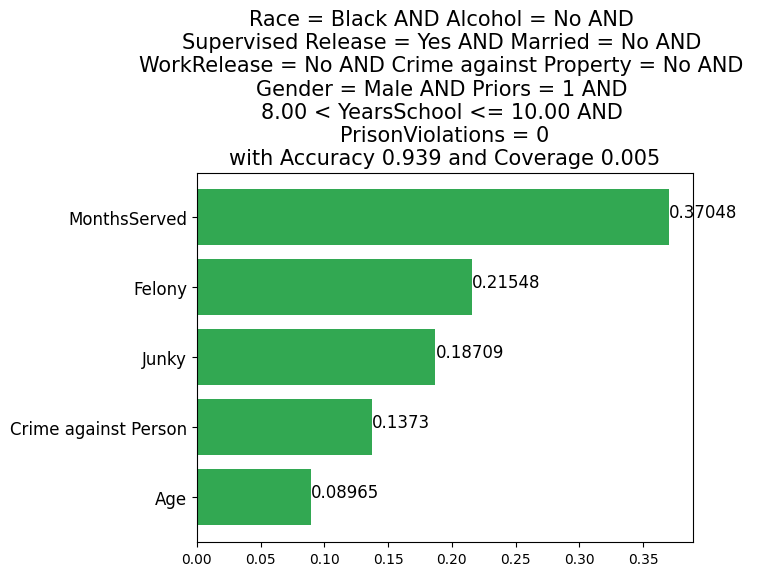 Race = Black AND Alcohol = No AND
Supervised Release = Yes AND Married = No AND
WorkRelease = No AND Crime against Property = No AND
Gender = Male AND Priors = 1 AND
8.00 < YearsSchool <= 10.00 AND
PrisonViolations = 0
with Accuracy 0.939 and Coverage 0.005
MonthsServed 0.37048
Felony 0.21548
Junky 0.18709
Crime against Person 0.1373
Age 0.08965
0.00 0.05 0.10 0.15 0.20 0.25 0.30 0.35